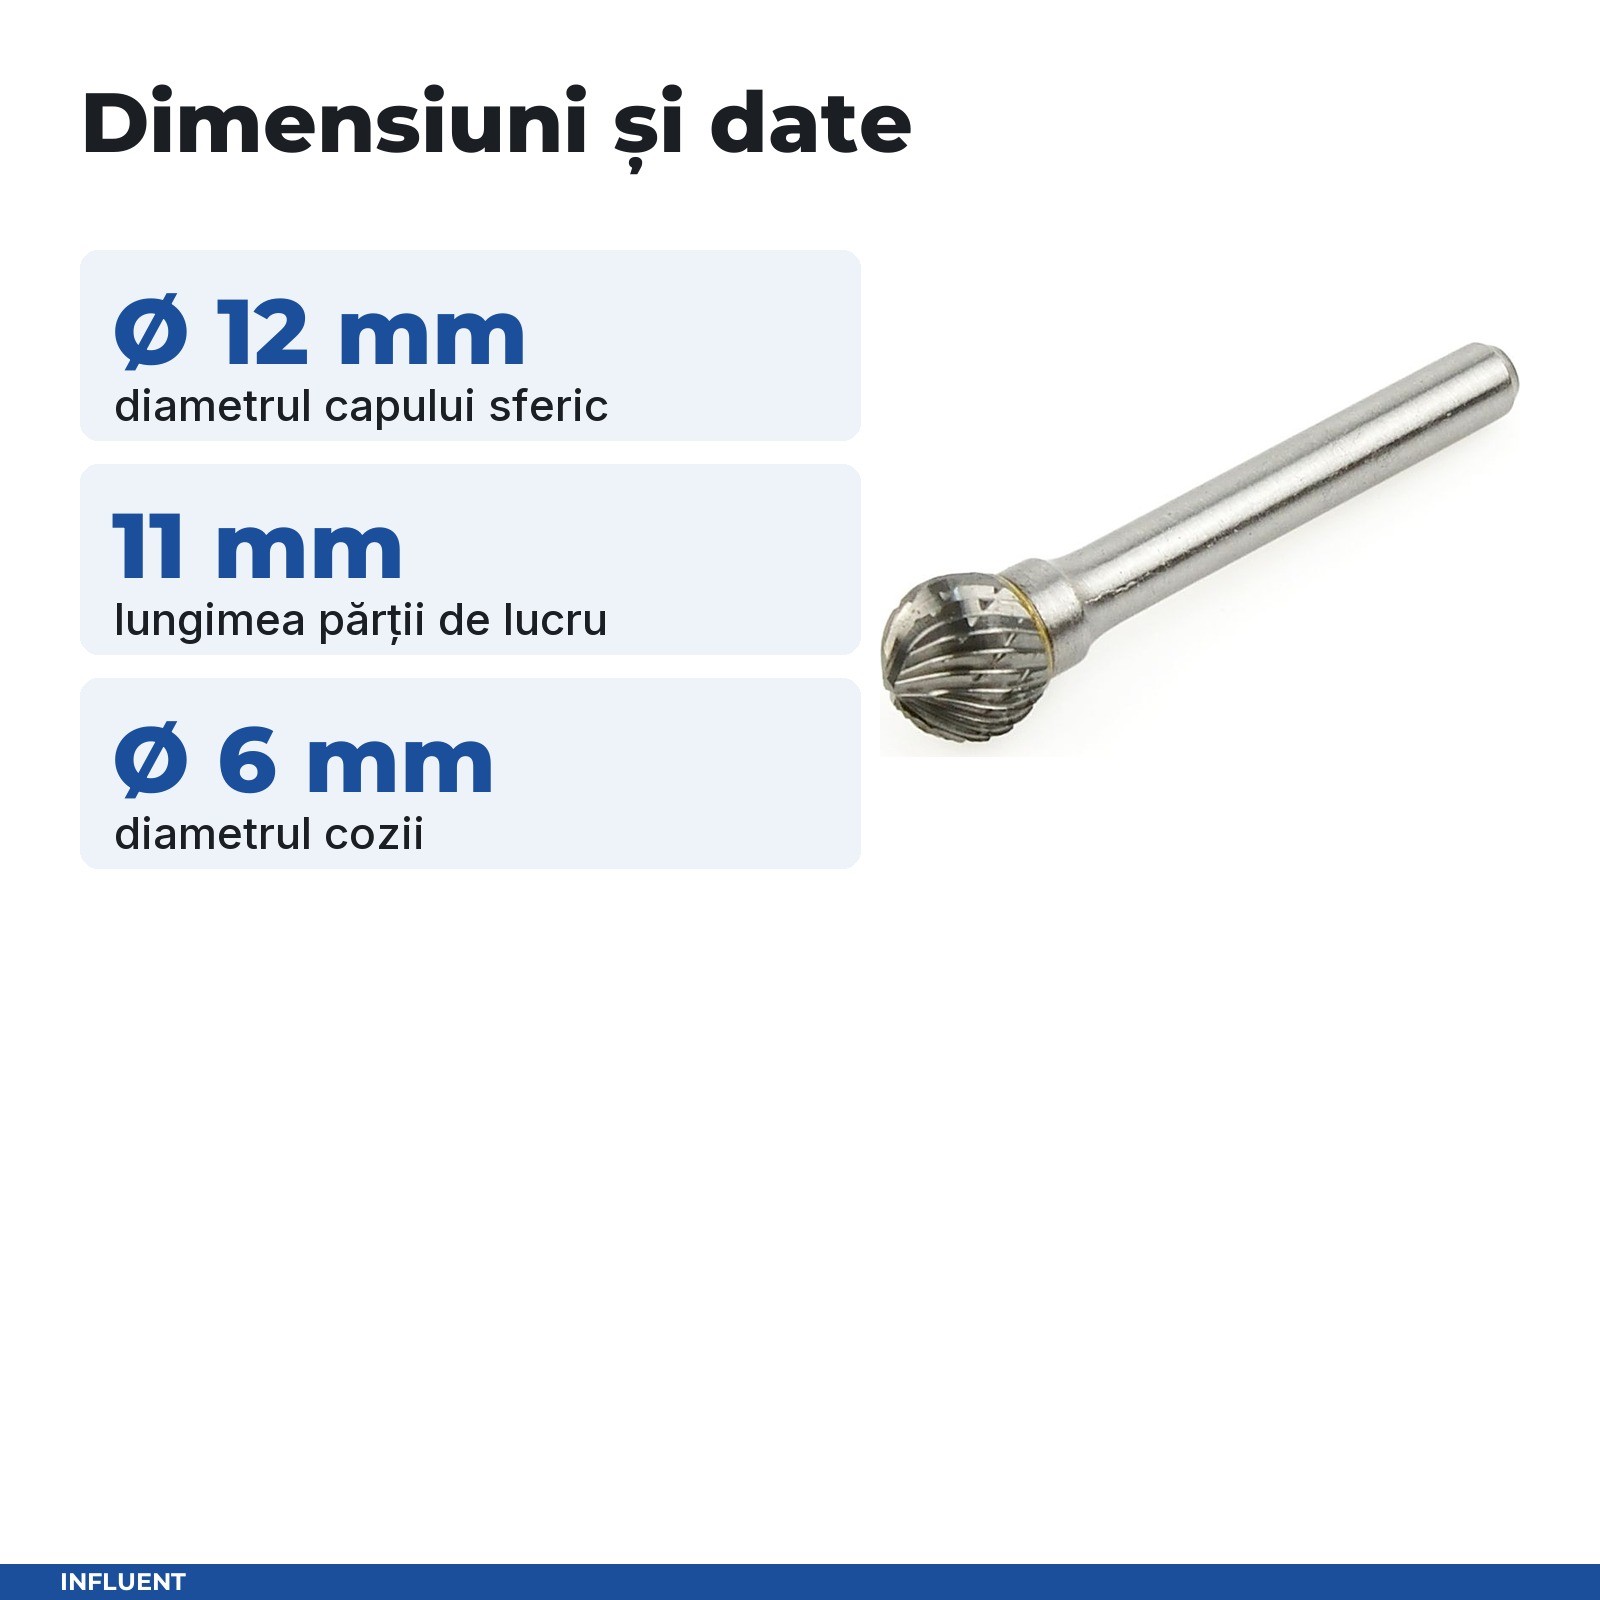 Dimensiuni și date
Ø 12 mm
diametrul capului sferic
11 mm
lungimea părții de lucru
Ø 6 mm
diametrul cozii
INFLUENT